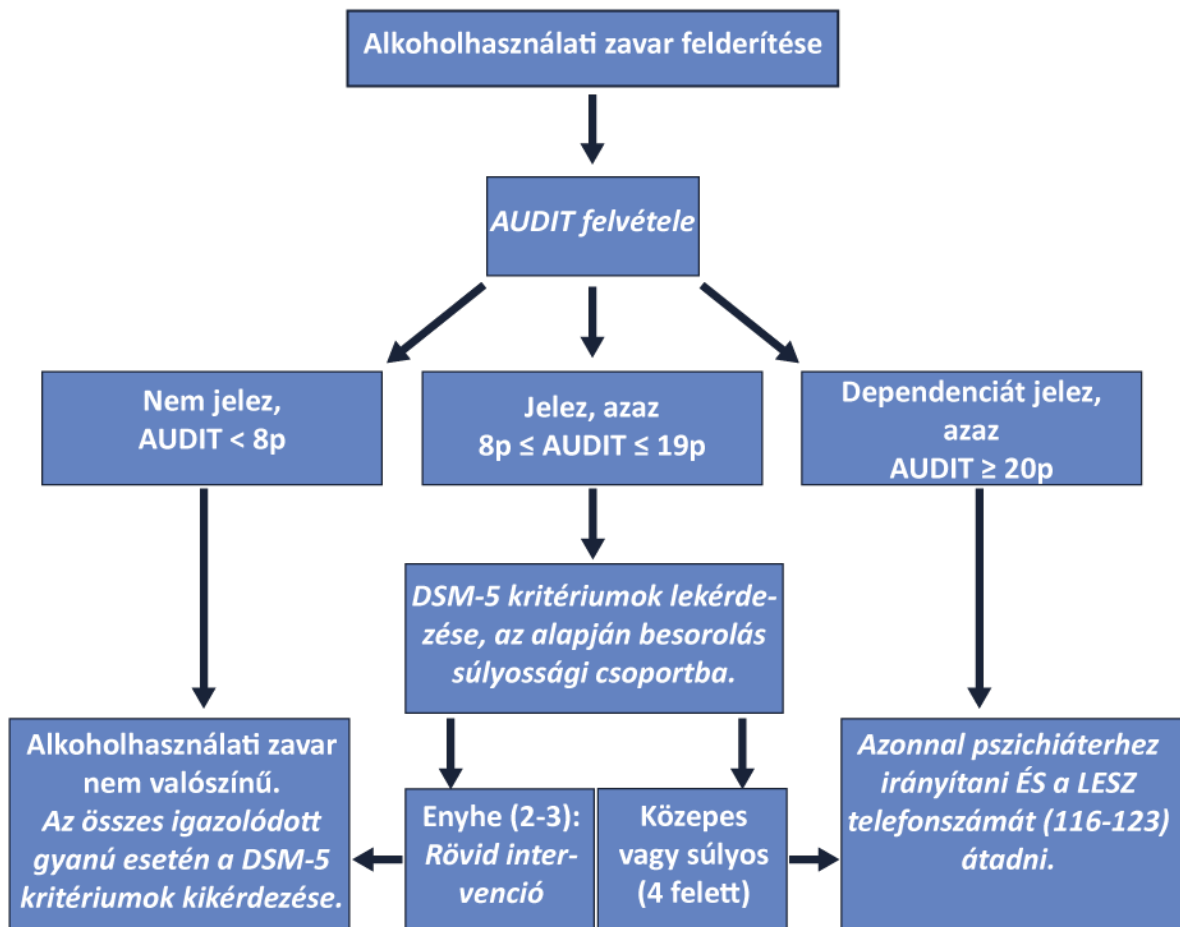 Alkoholhasználati zavar felderítése
AUDIT felvétele
Nem jelez,
AUDIT < 8p
Jelez, azaz
8p ≤ AUDIT ≤ 19p
Dependenciát jelez,
azaz
AUDIT ≥ 20p
DSM-5 kritériumok lekérde-
zése, az alapján besorolás
súlyossági csoportba.
Alkoholhasználati zavar
nem valószínű.
Az összes igazolódott
gyanú esetén a DSM-5
kritériumok kikérdezése.
Enyhe (2-3):
Rövid inter-
venció
Közepes
vagy súlyos
(4 felett)
Azonnal pszichiáterhez
irányítani ÉS a LESZ
telefonszámát (116-123)
átadni.